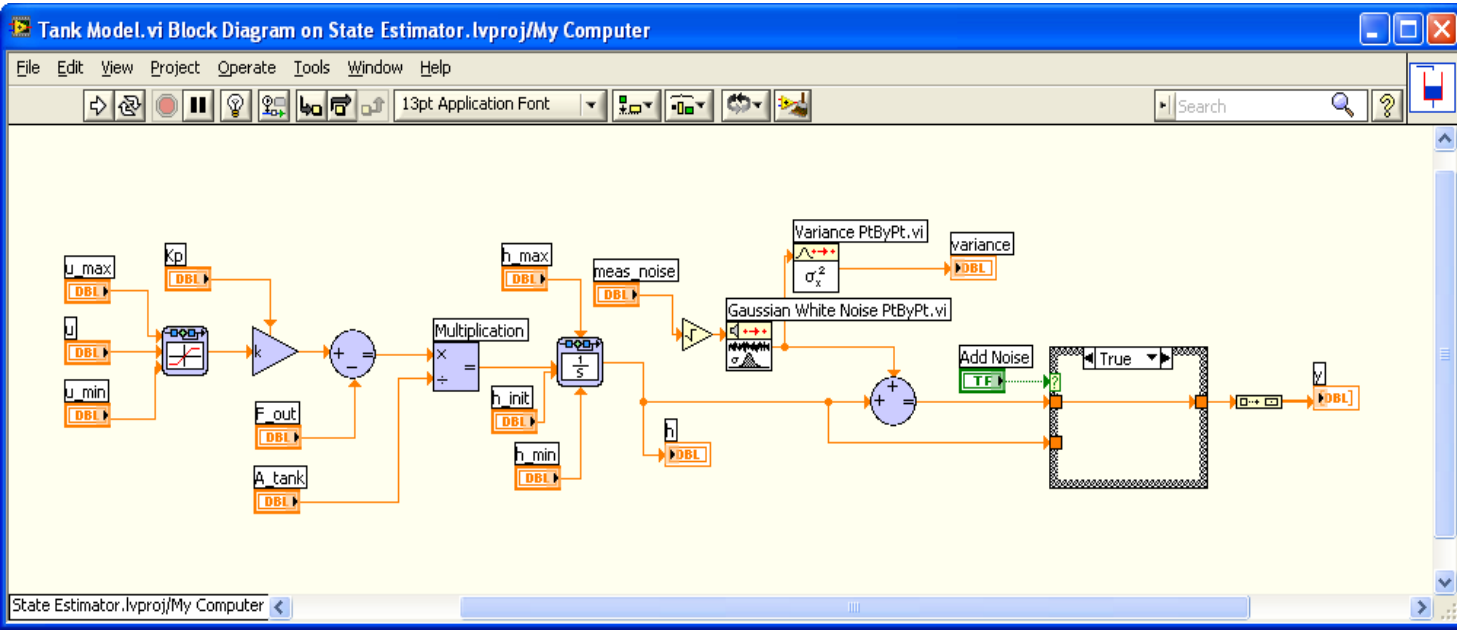 Tank Model.vi Block Diagram on State Estimator.lvproj/My Computer
File Edit View Project Operate Tools Window Help
13pt Application Font
Search
u_max
DBL
Kp
DBL
u
DBL
u_min
DBL
k
+ =
−
F_out
DBL
A_tank
DBL
Multiplication
×
÷
=
h_max
DBL
1
s
h_init
DBL
h_min
DBL
h
DBL
meas_noise
DBL
√
Variance PtByPt.vi
σx²
variance
DBL
Gaussian White Noise PtByPt.vi
σ
+
+ =
Add Noise
TF
?
True
y
DBL]
State Estimator.lvproj/My Computer